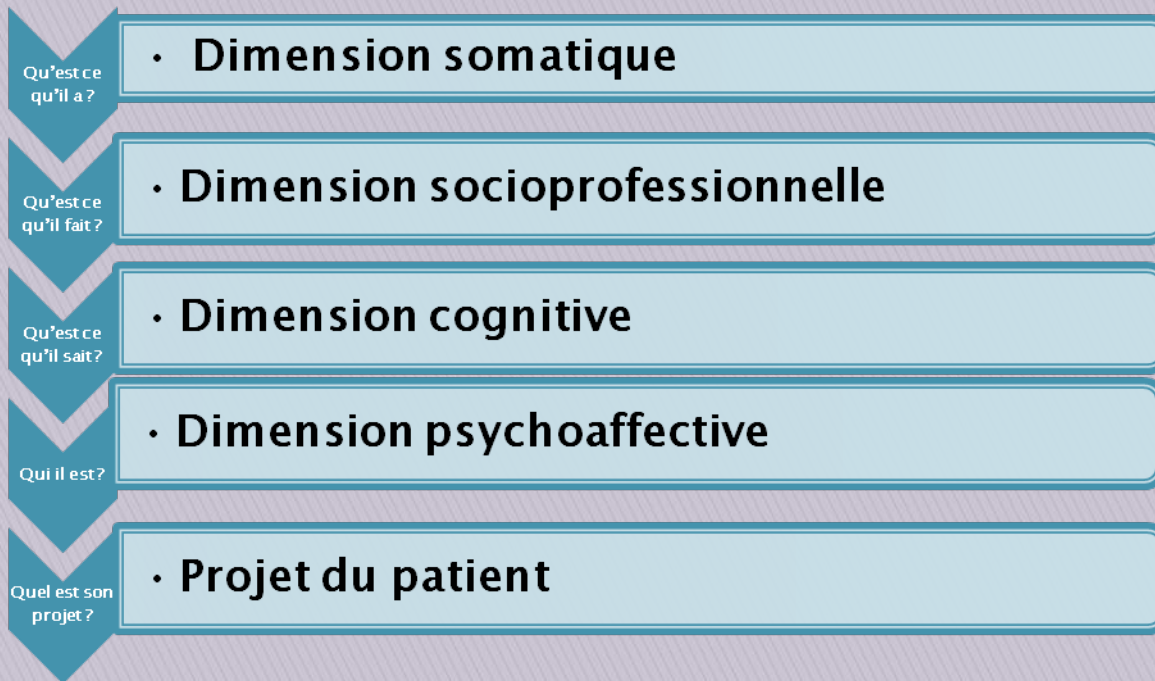 Qu'est ce
qu'il a ?
• Dimension somatique
Qu'est ce
qu'il fait ?
• Dimension socioprofessionnelle
Qu'est ce
qu'il sait?
• Dimension cognitive
Qui il est?
• Dimension psychoaffective
Quel est son
projet ?
• Projet du patient